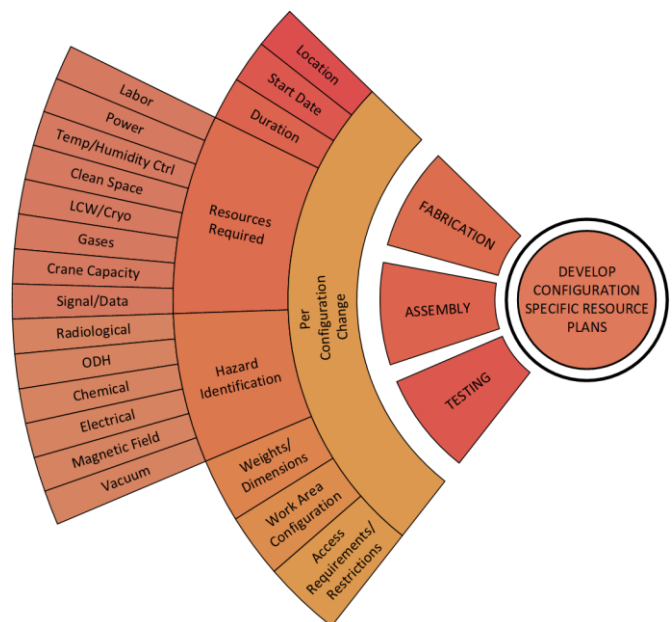 Location
Start Date
Duration
Labor
Power
Temp/Humidity Ctrl
Clean Space
LCW/Cryo
Gases
Crane Capacity
Signal/Data
Resources
Required
Radiological
ODH
Chemical
Electrical
Magnetic Field
Vacuum
Hazard
Identification
Weights/
Dimensions
Work Area
Configuration
Access
Requirements/
Restrictions
Per
Configuration
Change
FABRICATION
ASSEMBLY
TESTING
DEVELOP
CONFIGURATION
SPECIFIC RESOURCE
PLANS